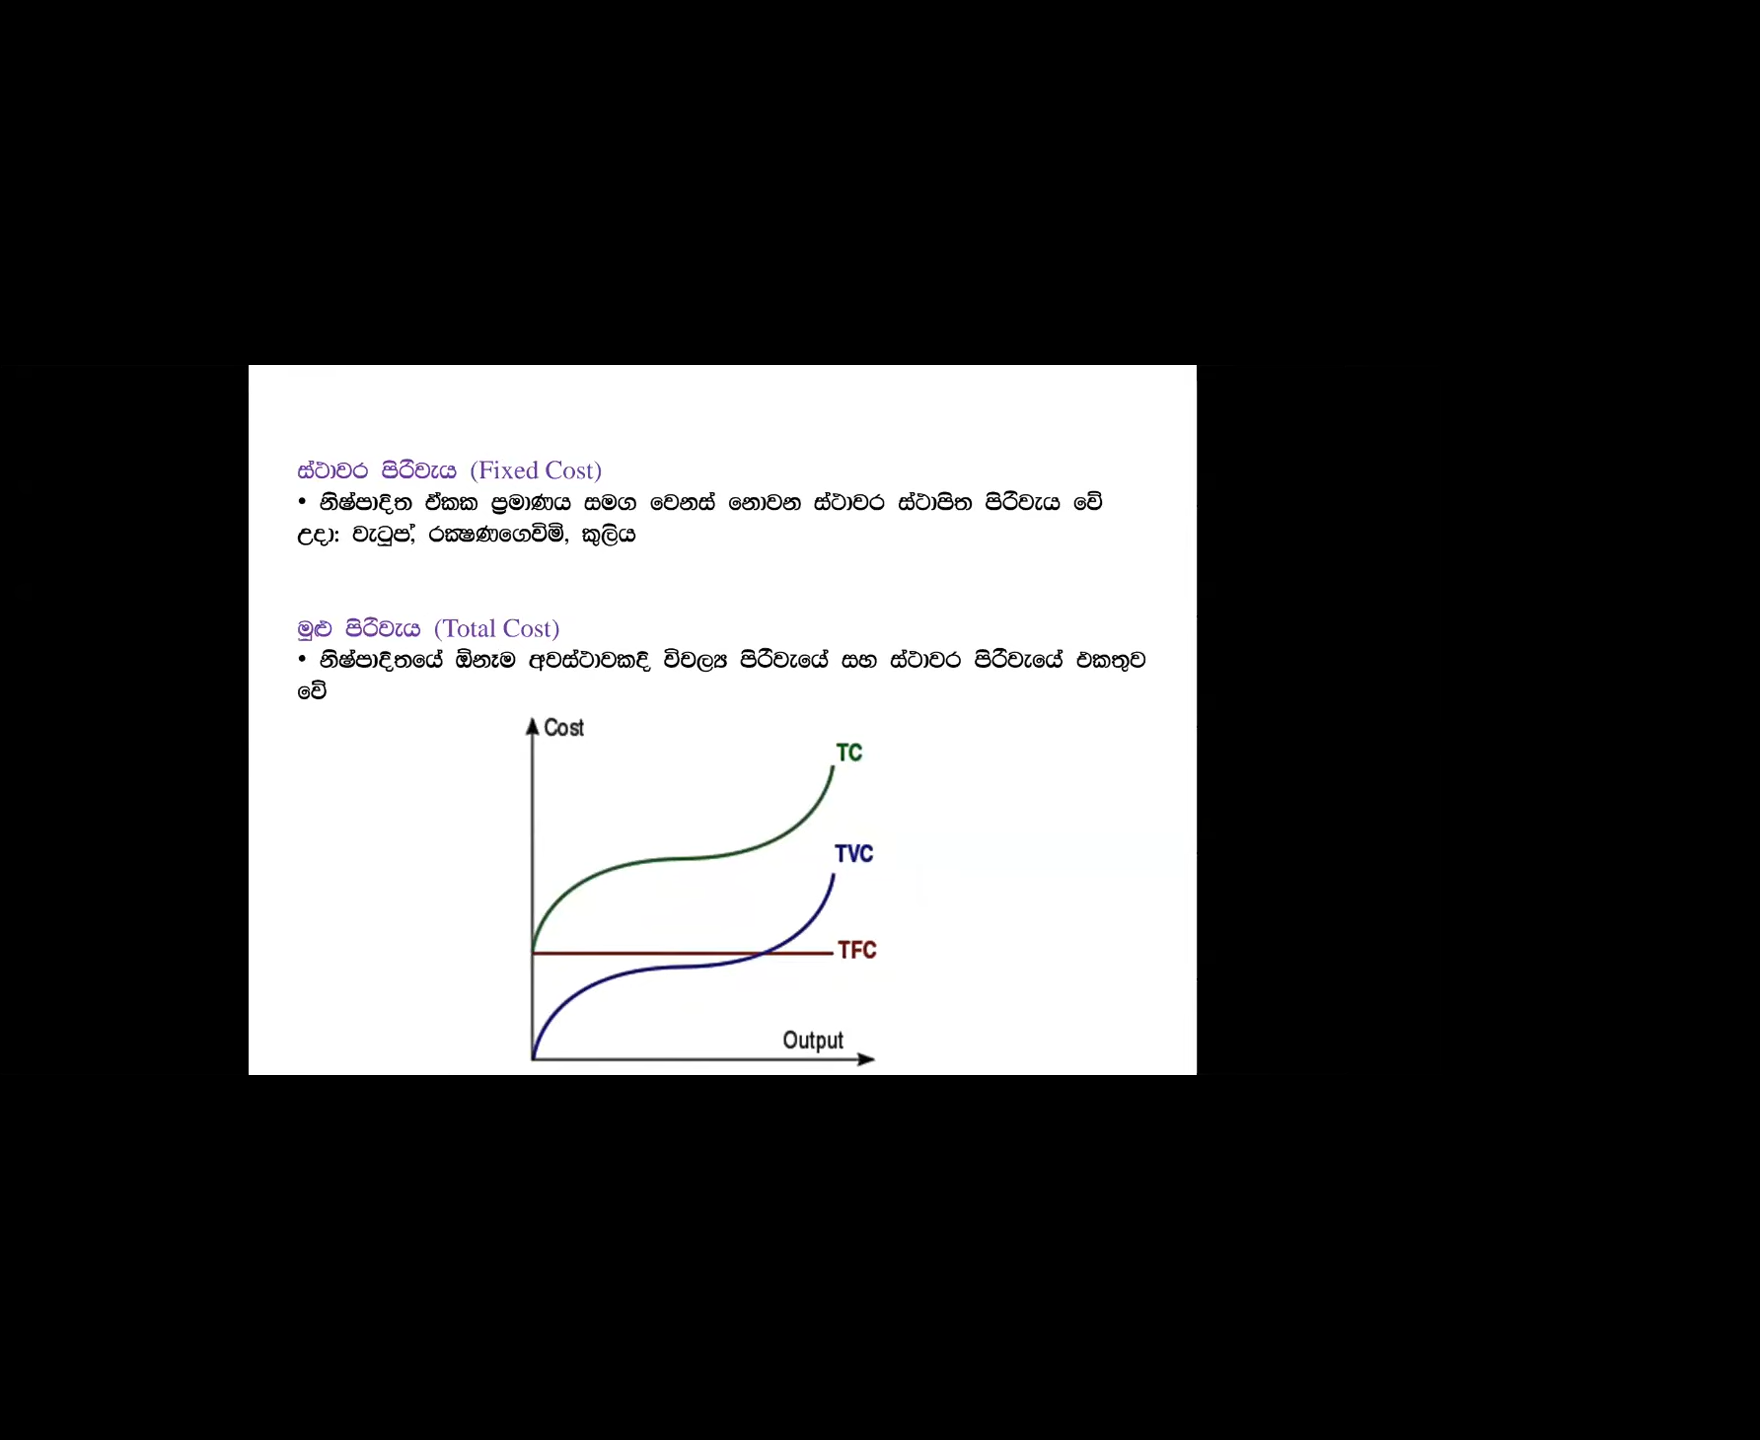 ස්ථාවර පිරිවැය (Fixed Cost)
• නිෂ්පාදිත ඒකක ප්‍රමාණය සමග වෙනස් නොවන ස්ථාවර ස්ථාපිත පිරිවැය වේ
උදා: වැටුප්, රක්ෂණගෙවීම්, කුලිය
මුළු පිරිවැය (Total Cost)
• නිෂ්පාදිතයේ ඕනෑම අවස්ථාවකදී විචල්‍ය පිරිවැයේ සහ ස්ථාවර පිරිවැයේ එකතුව
වේ
Cost
TC
TVC
TFC
Output